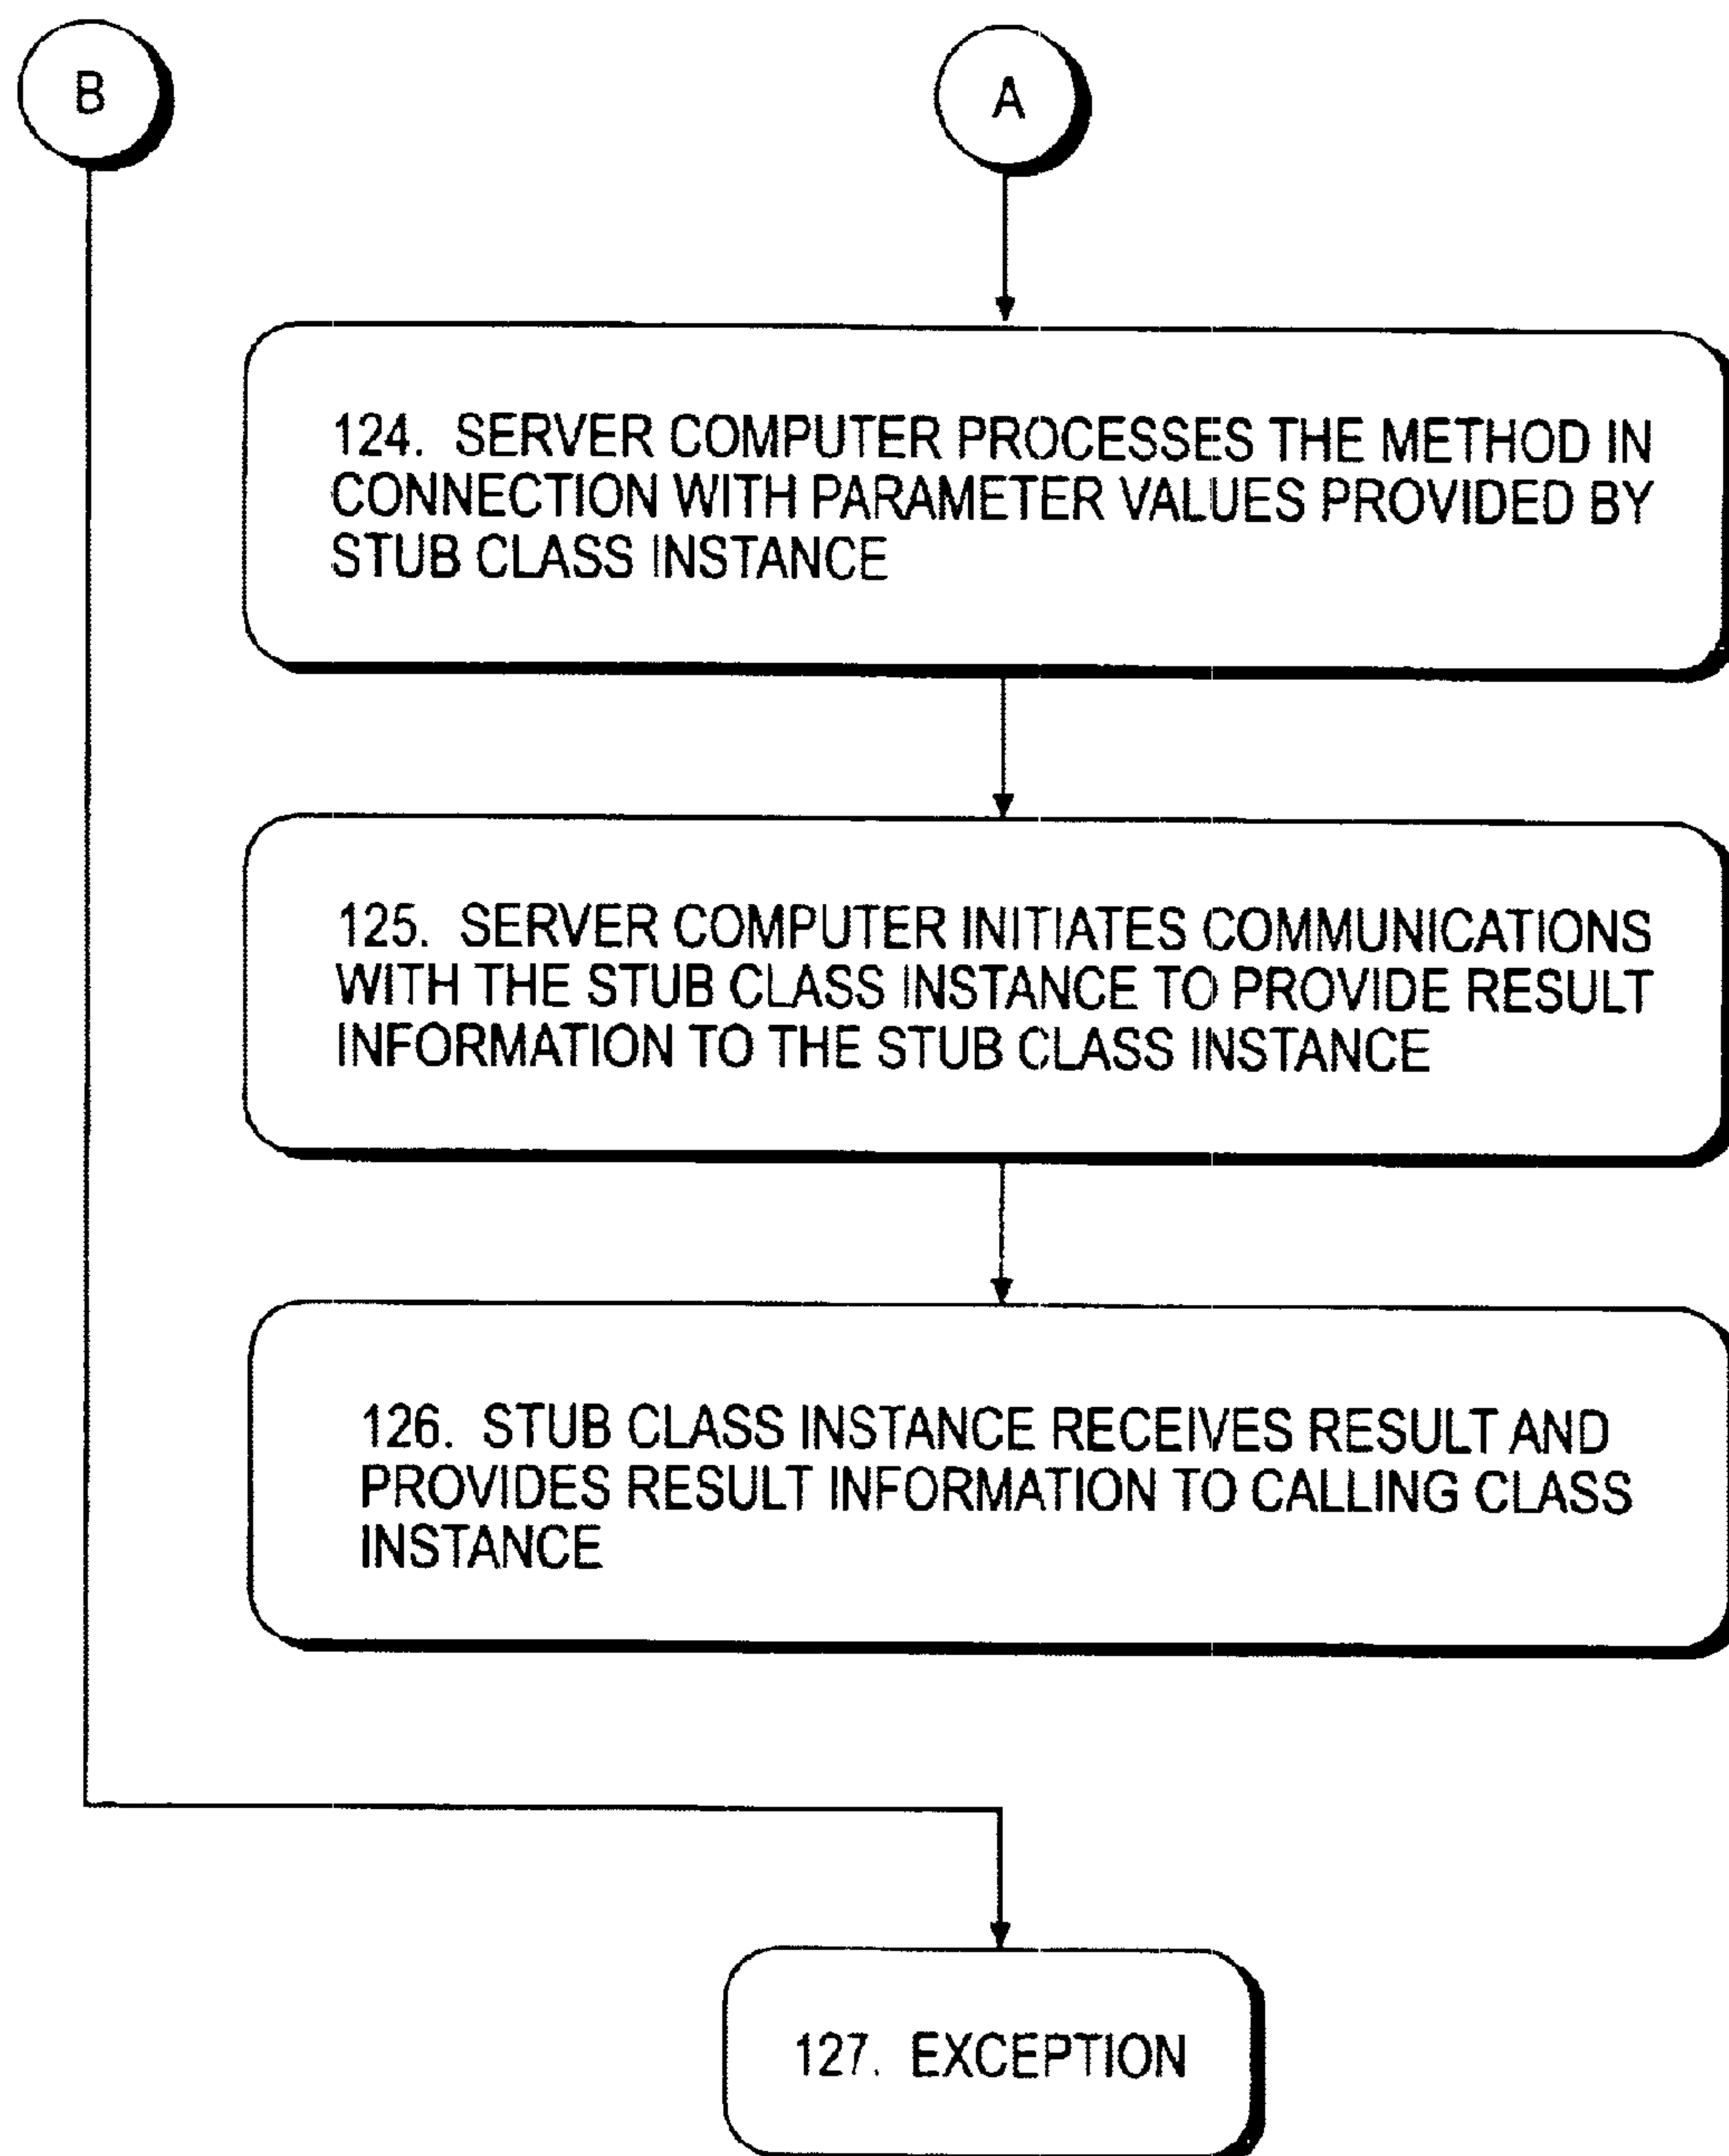 B
A
124. SERVER COMPUTER PROCESSES THE METHOD IN
CONNECTION WITH PARAMETER VALUES PROVIDED BY
STUB CLASS INSTANCE
125. SERVER COMPUTER INITIATES COMMUNICATIONS
WITH THE STUB CLASS INSTANCE TO PROVIDE RESULT
INFORMATION TO THE STUB CLASS INSTANCE
126. STUB CLASS INSTANCE RECEIVES RESULT AND
PROVIDES RESULT INFORMATION TO CALLING CLASS
INSTANCE
127. EXCEPTION